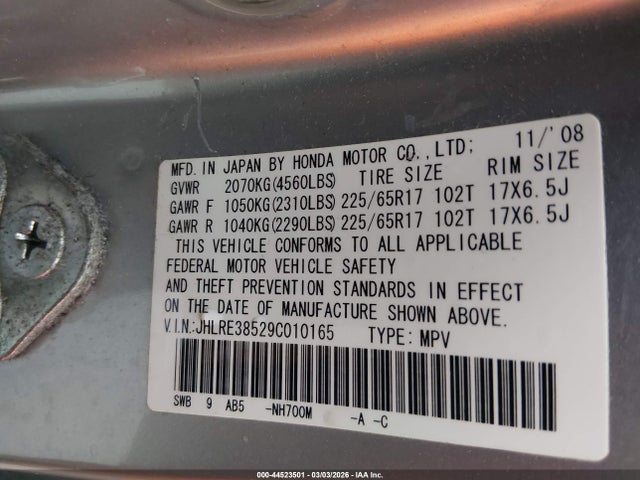 MFD. IN JAPAN BY HONDA MOTOR CO., LTD; 11/'08
GVWR 2070KG(4560LBS) TIRE SIZE RIM SIZE
GAWR F 1050KG(2310LBS) 225/65R17 102T 17X6.5J
GAWR R 1040KG(2290LBS) 225/65R17 102T 17X6.5J
THIS VEHICLE CONFORMS TO ALL APPLICABLE
FEDERAL MOTOR VEHICLE SAFETY
AND THEFT PREVENTION STANDARDS IN EFFECT
ON THE DATE OF MANUFACTURE SHOWN ABOVE.
V.I.N.:JHLRE38529C010165 TYPE: MPV
SWB 9 AB5 -NH700M -A -C
000-44523501 - 03/03/2026 - IAA Inc.